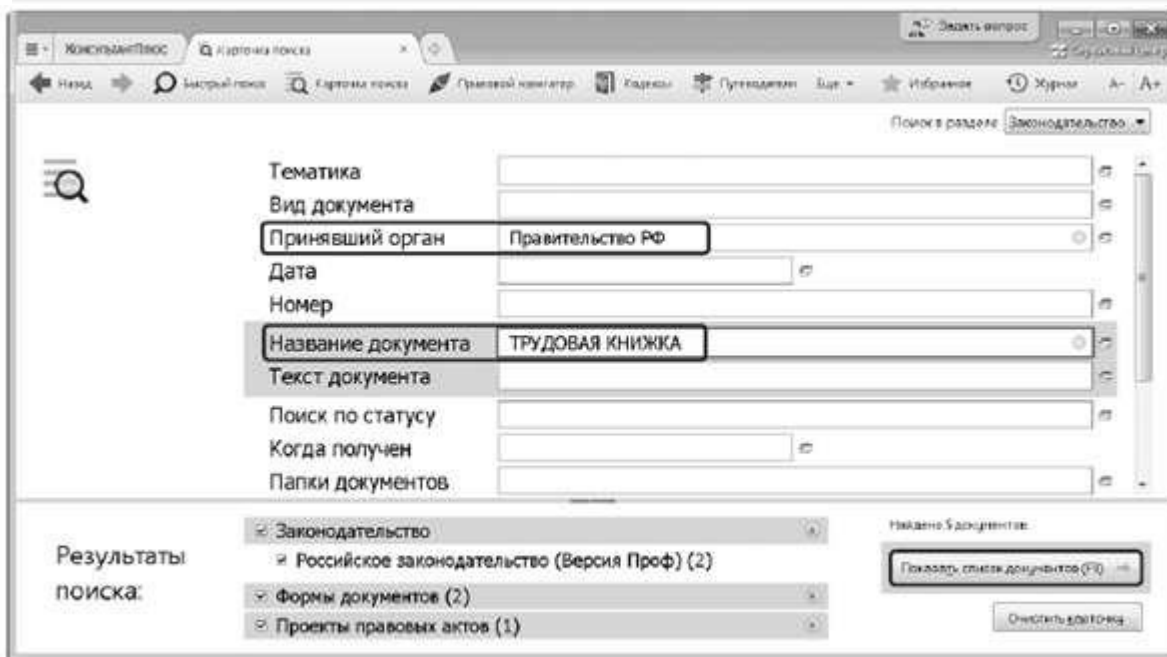 Задать вопрос
КонсультантПлюс Карточка поиска
Назад Быстрый поиск Карточка поиска Правовой навигатор Кодексы Путеводители Еще Избранное Журнал A- A+
Поиск в разделе Законодательство
Тематика
Вид документа
Принявший орган Правительство РФ
Дата
Номер
Название документа ТРУДОВАЯ КНИЖКА
Текст документа
Поиск по статусу
Когда получен
Папки документов
Результаты поиска:
Законодательство
Российское законодательство (Версия Проф) (2)
Формы документов (2)
Проекты правовых актов (1)
Найдено 5 документов
Показать список документов (F9)
Очистить карточку